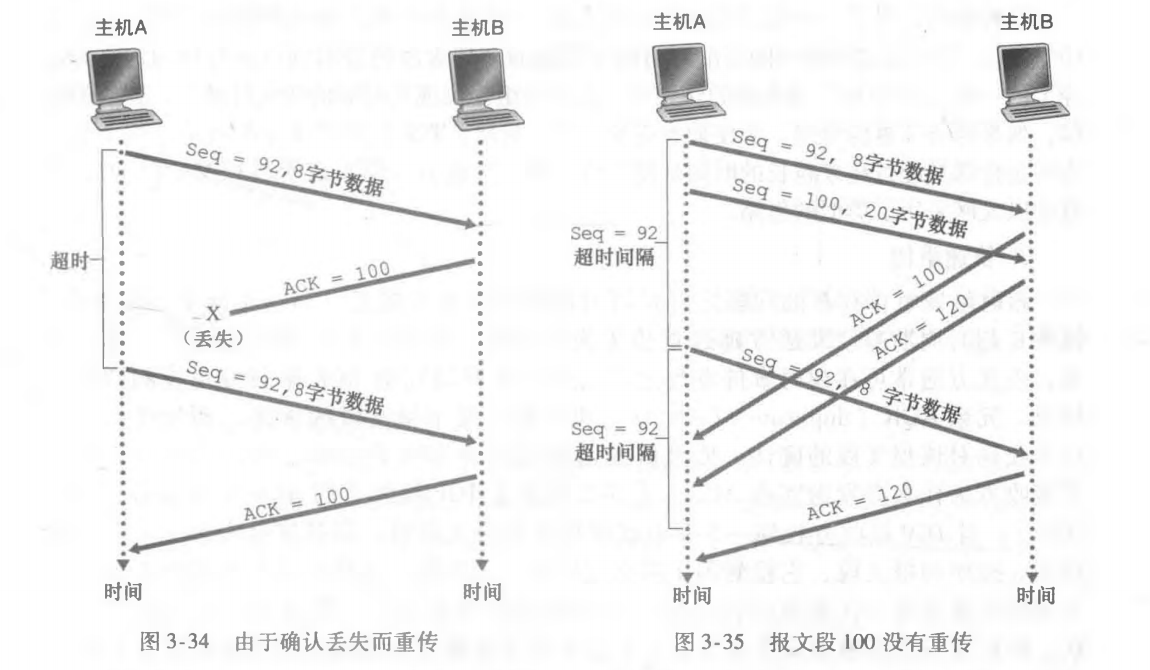 主机A
主机B
Seq = 92,8字节数据
超时
ACK = 100
X
(丢失)
Seq = 92,8字节数据
ACK = 100
时间
时间
图 3-34 由于确认丢失而重传
主机A
主机B
Seq = 92, 8字节数据
Seq = 100, 20字节数据
Seq = 92
超时间隔
ACK = 100
ACK = 120
Seq = 92, 8 字节数据
Seq = 92
超时间隔
ACK = 120
时间
时间
图 3-35 报文段 100 没有重传